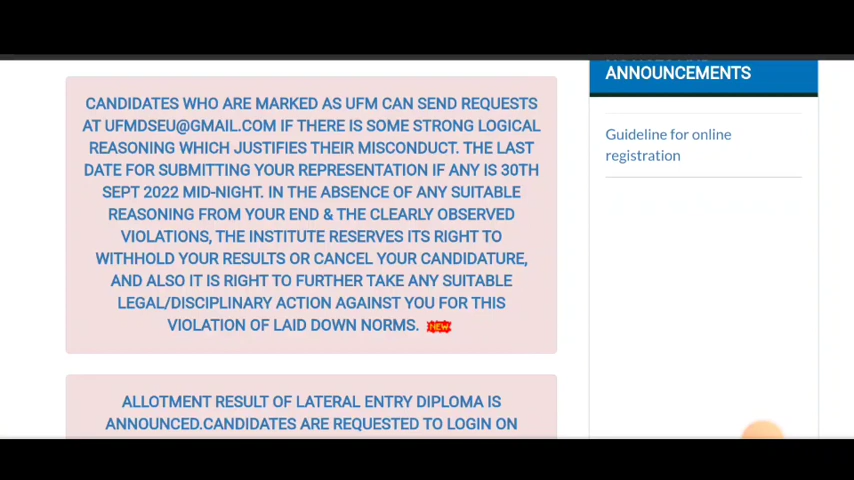 CANDIDATES WHO ARE MARKED AS UFM CAN SEND REQUESTS
AT UFMDSEU@GMAIL.COM IF THERE IS SOME STRONG LOGICAL
REASONING WHICH JUSTIFIES THEIR MISCONDUCT. THE LAST
DATE FOR SUBMITTING YOUR REPRESENTATION IF ANY IS 30TH
SEPT 2022 MID-NIGHT. IN THE ABSENCE OF ANY SUITABLE
REASONING FROM YOUR END & THE CLEARLY OBSERVED
VIOLATIONS, THE INSTITUTE RESERVES ITS RIGHT TO
WITHHOLD YOUR RESULTS OR CANCEL YOUR CANDIDATURE,
AND ALSO IT IS RIGHT TO FURTHER TAKE ANY SUITABLE
LEGAL/DISCIPLINARY ACTION AGAINST YOU FOR THIS
VIOLATION OF LAID DOWN NORMS. NEW
ALLOTMENT RESULT OF LATERAL ENTRY DIPLOMA IS
ANNOUNCED.CANDIDATES ARE REQUESTED TO LOGIN ON
ANNOUNCEMENTS
Guideline for online
registration